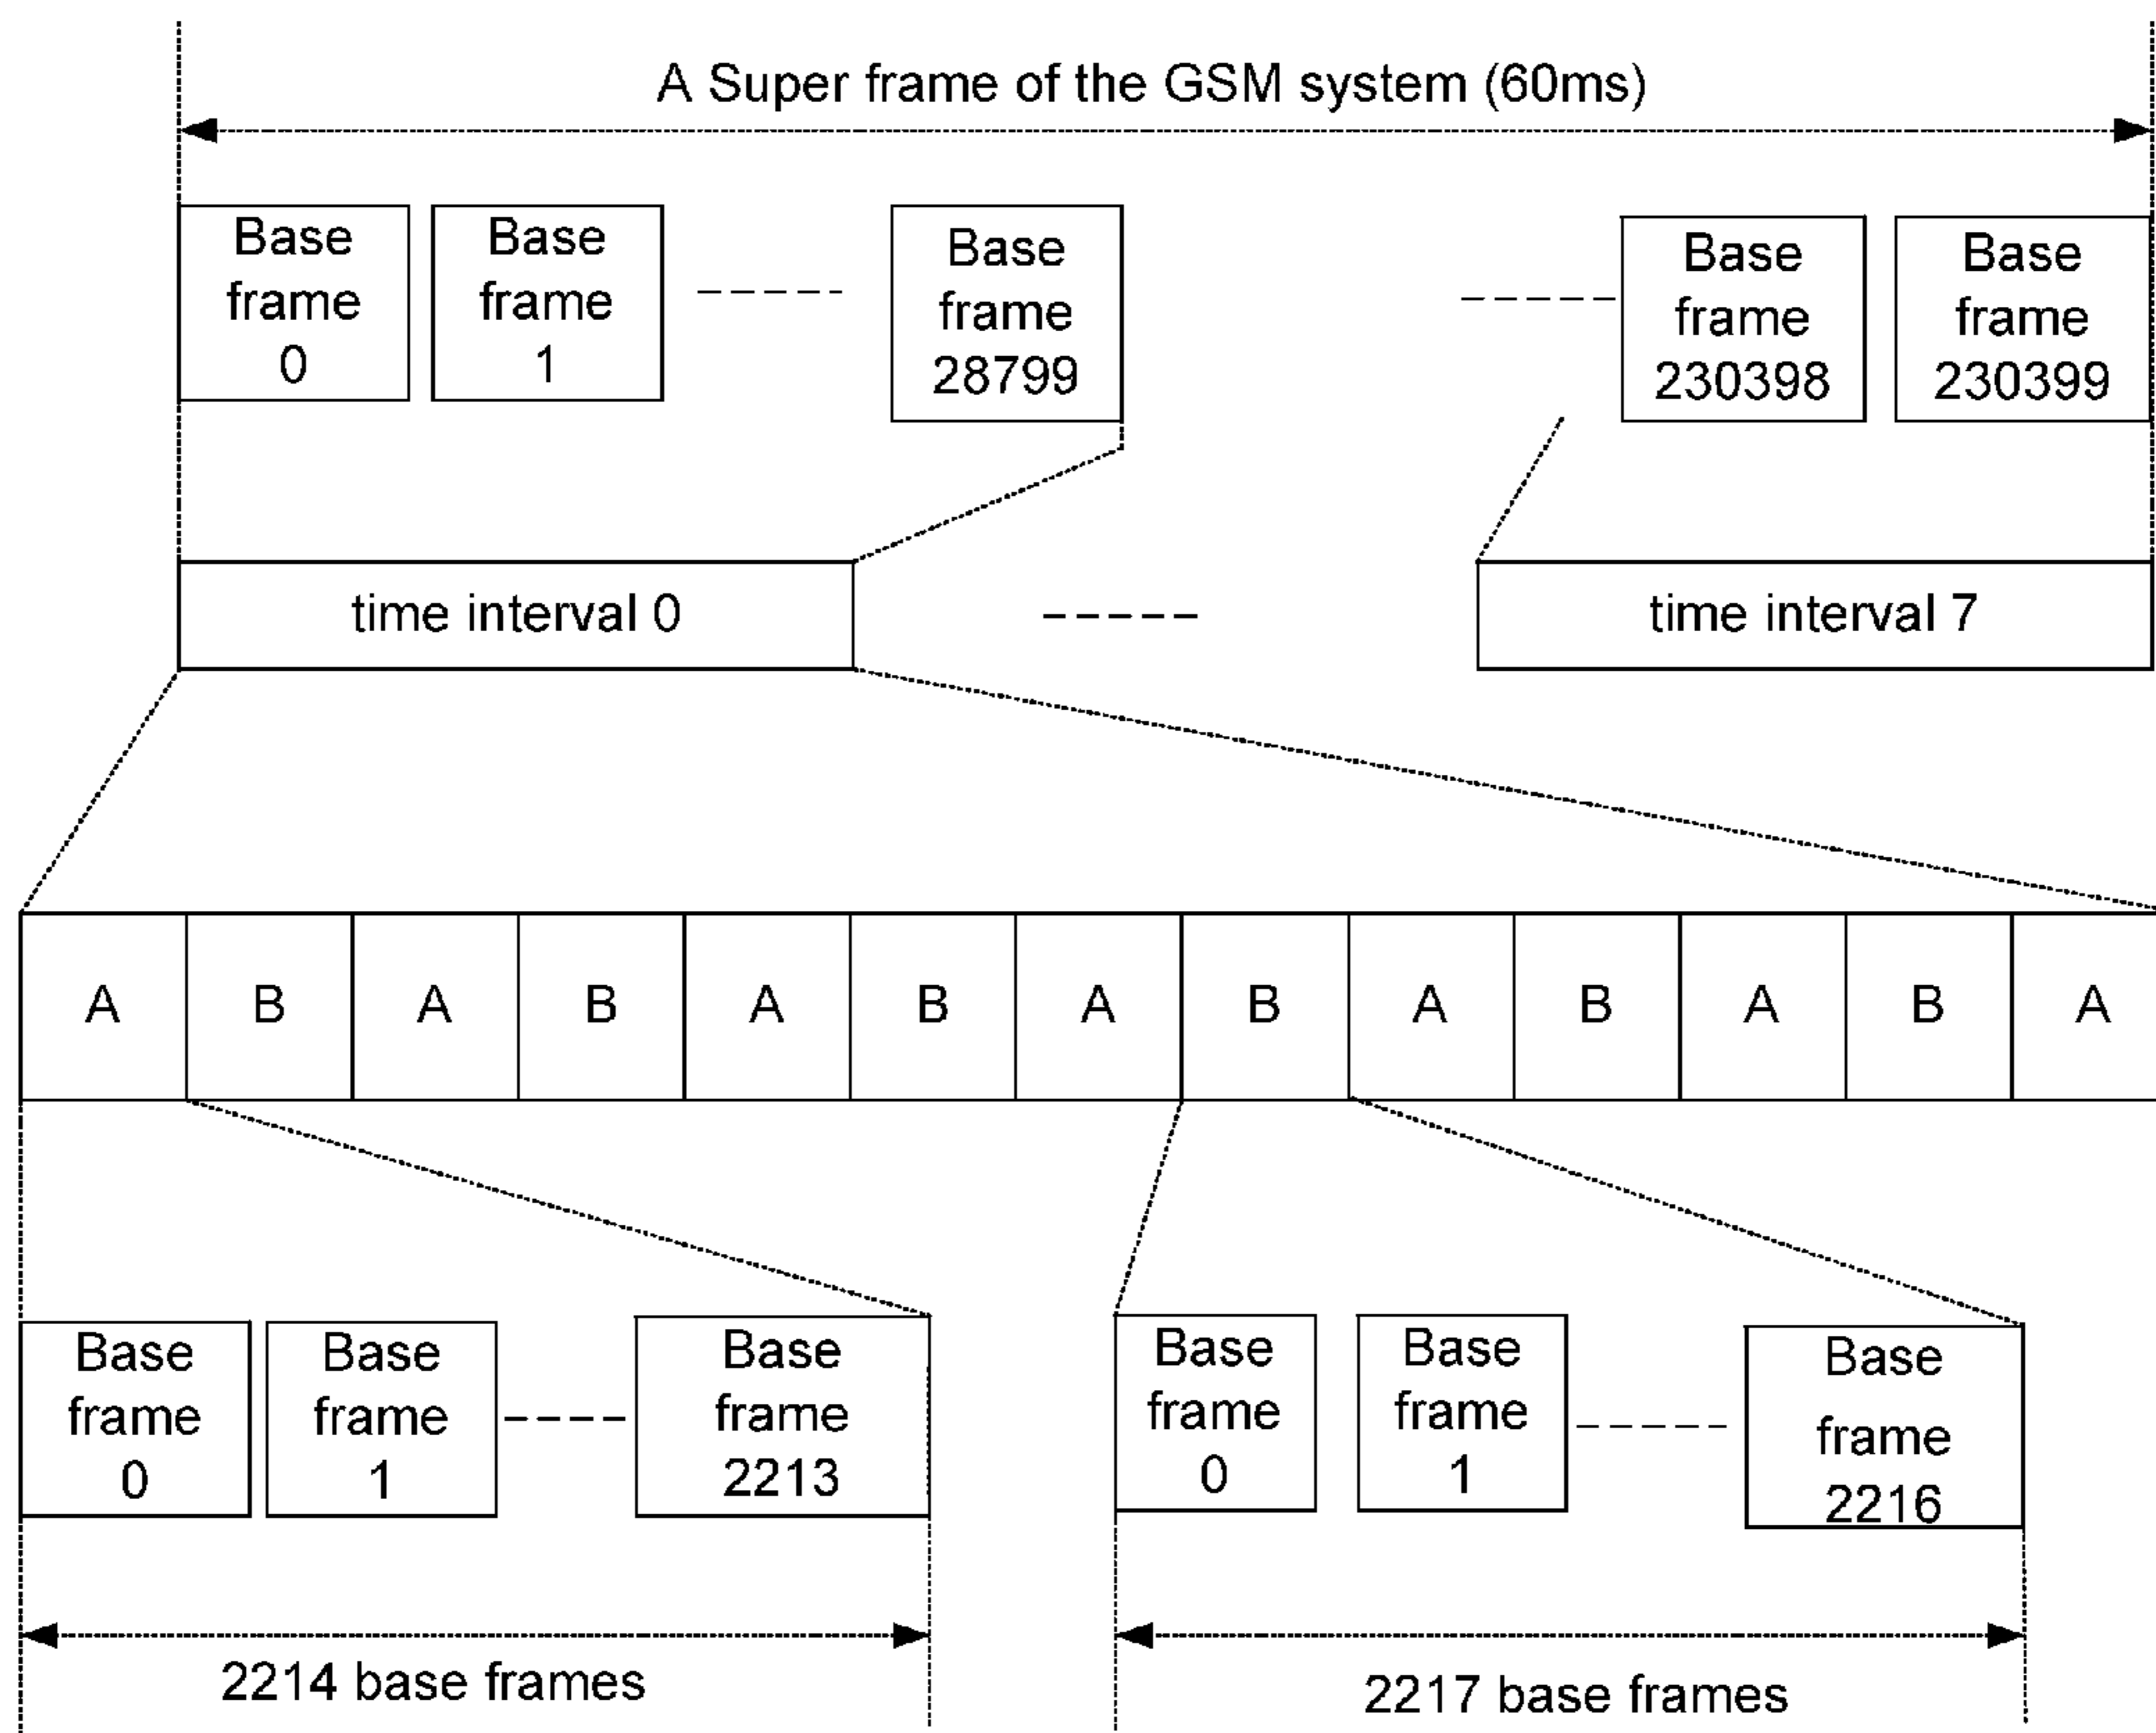 A Super frame of the GSM system (60ms)
Base
frame
0
Base
frame
1
Base
frame
28799
Base
frame
230398
Base
frame
230399
time interval 0
time interval 7
A B A B A B A B A B A B A
Base
frame
0
Base
frame
1
Base
frame
2213
Base
frame
0
Base
frame
1
Base
frame
2216
2214 base frames
2217 base frames